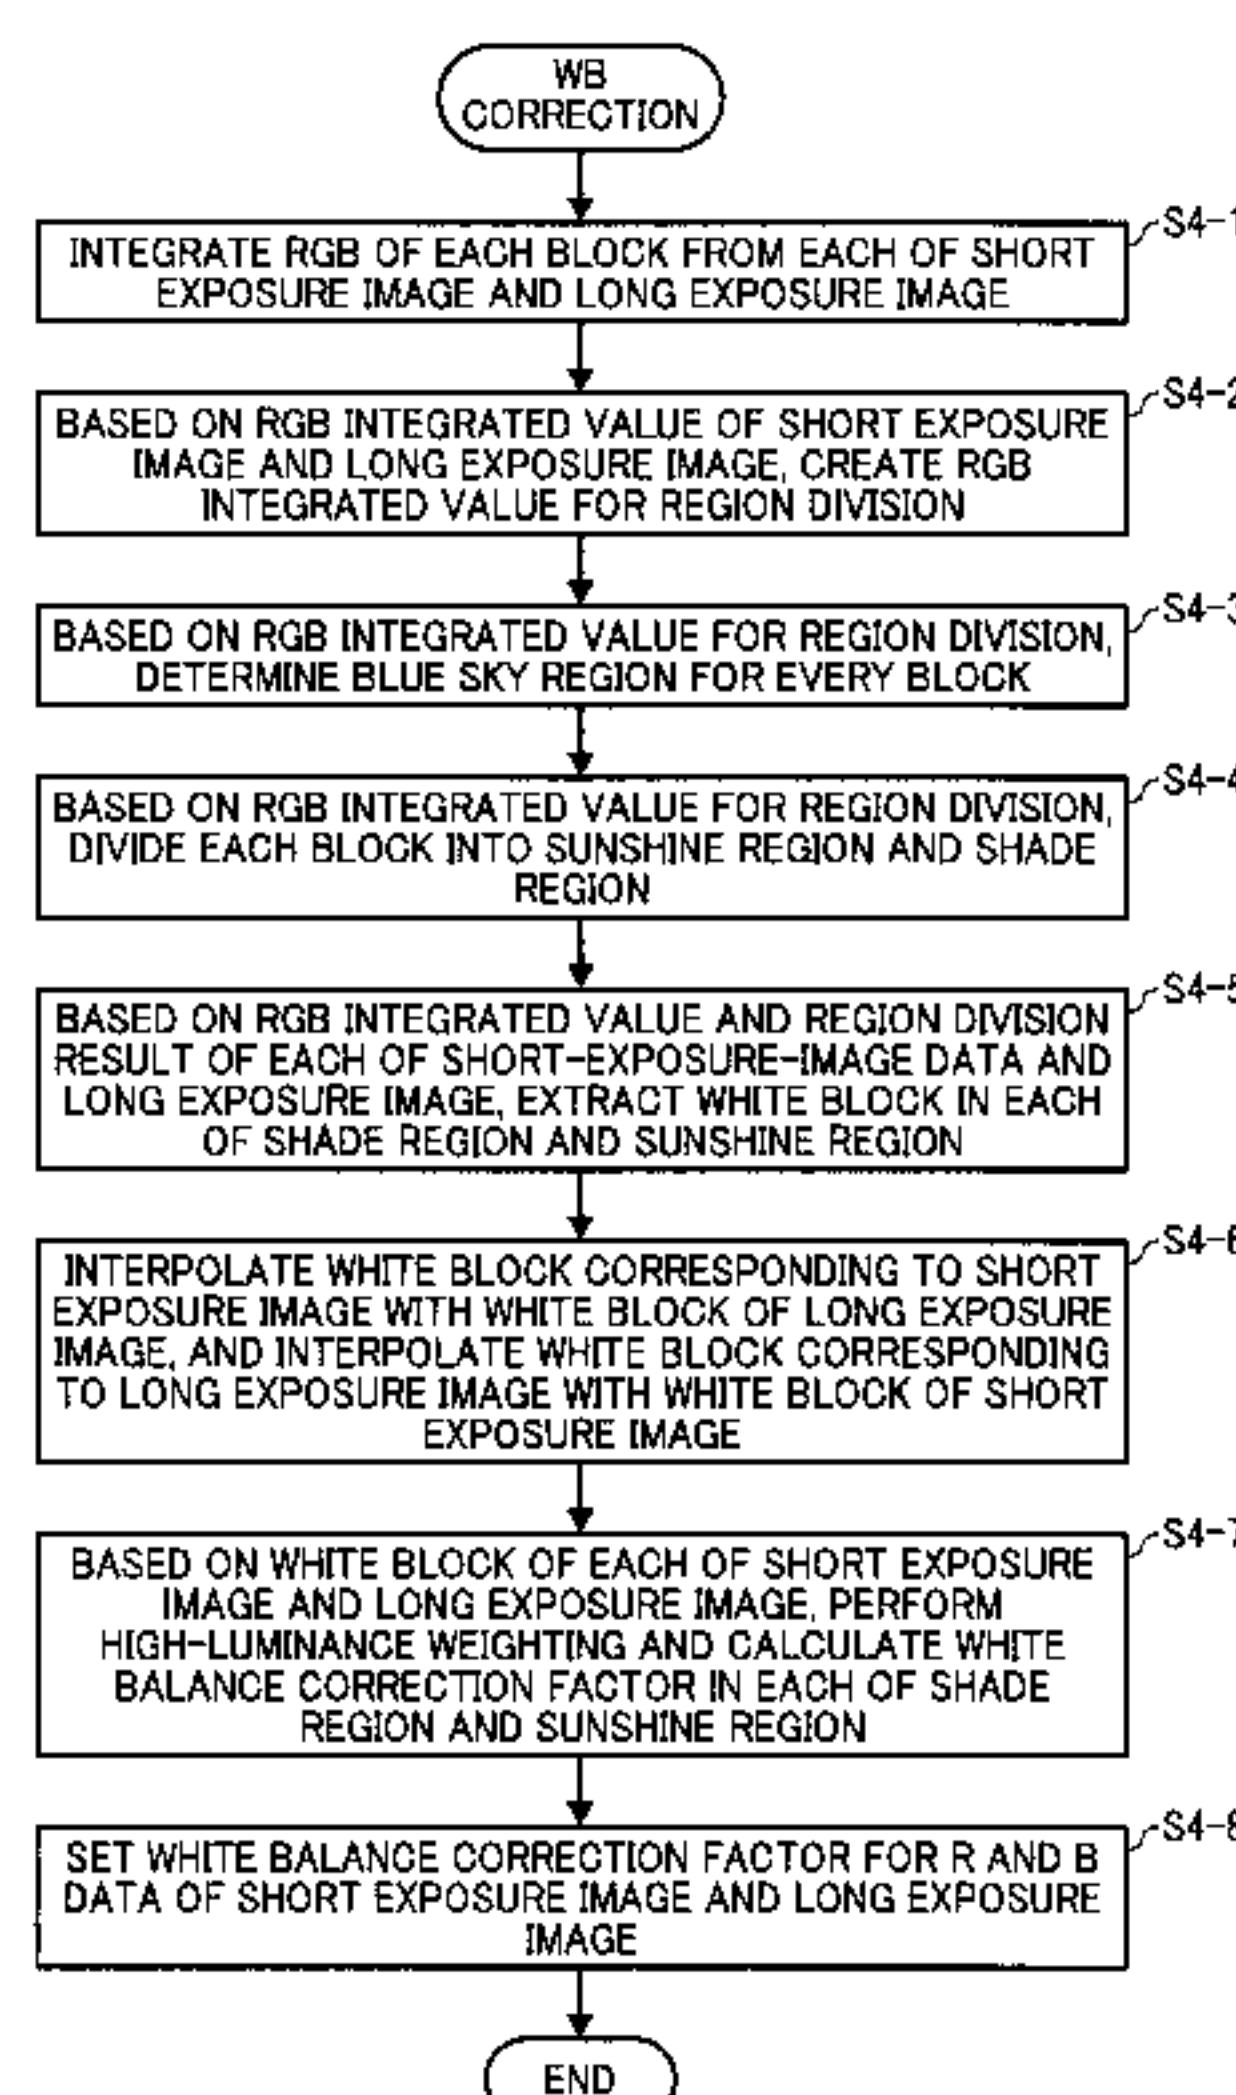 WB
CORRECTION
S4-1
INTEGRATE RGB OF EACH BLOCK FROM EACH OF SHORT
EXPOSURE IMAGE AND LONG EXPOSURE IMAGE
S4-2
BASED ON RGB INTEGRATED VALUE OF SHORT EXPOSURE
IMAGE AND LONG EXPOSURE IMAGE, CREATE RGB
INTEGRATED VALUE FOR REGION DIVISION
S4-3
BASED ON RGB INTEGRATED VALUE FOR REGION DIVISION,
DETERMINE BLUE SKY REGION FOR EVERY BLOCK
S4-4
BASED ON RGB INTEGRATED VALUE FOR REGION DIVISION,
DIVIDE EACH BLOCK INTO SUNSHINE REGION AND SHADE
REGION
S4-5
BASED ON RGB INTEGRATED VALUE AND REGION DIVISION
RESULT OF EACH OF SHORT-EXPOSURE-IMAGE DATA AND
LONG EXPOSURE IMAGE, EXTRACT WHITE BLOCK IN EACH
OF SHADE REGION AND SUNSHINE REGION
S4-6
INTERPOLATE WHITE BLOCK CORRESPONDING TO SHORT
EXPOSURE IMAGE WITH WHITE BLOCK OF LONG EXPOSURE
IMAGE, AND INTERPOLATE WHITE BLOCK CORRESPONDING
TO LONG EXPOSURE IMAGE WITH WHITE BLOCK OF SHORT
EXPOSURE IMAGE
S4-7
BASED ON WHITE BLOCK OF EACH OF SHORT EXPOSURE
IMAGE AND LONG EXPOSURE IMAGE, PERFORM
HIGH-LUMINANCE WEIGHTING AND CALCULATE WHITE
BALANCE CORRECTION FACTOR IN EACH OF SHADE
REGION AND SUNSHINE REGION
S4-8
SET WHITE BALANCE CORRECTION FACTOR FOR R AND B
DATA OF SHORT EXPOSURE IMAGE AND LONG EXPOSURE
IMAGE
END